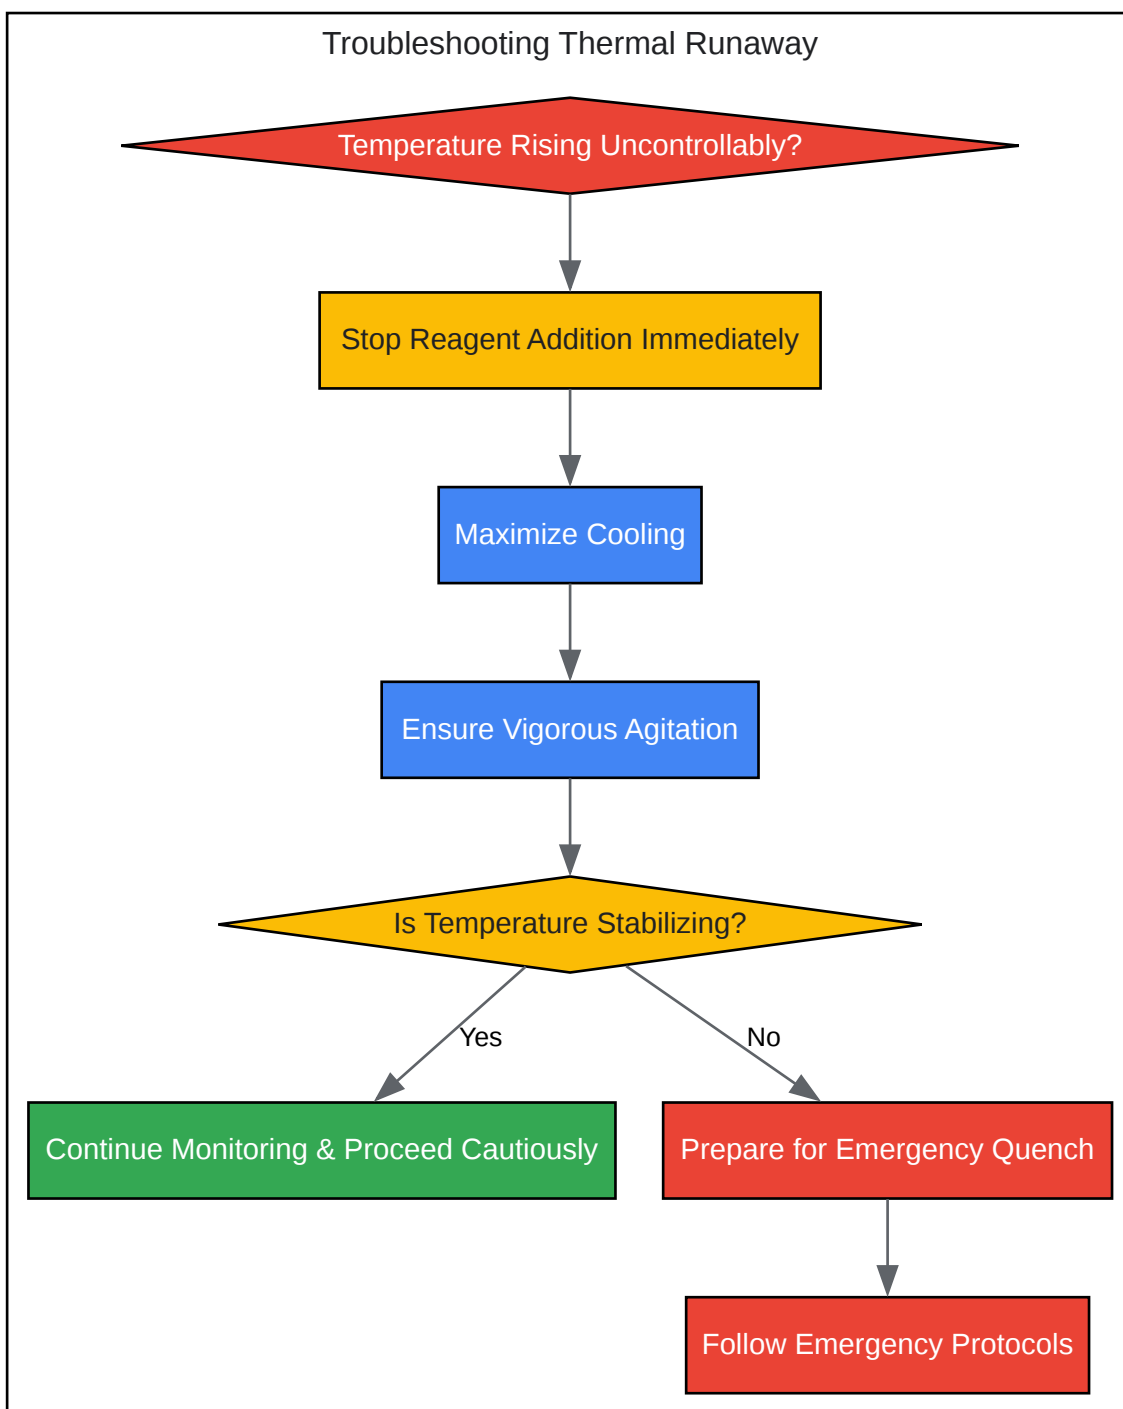 Troubleshooting Thermal Runaway
Temperature Rising Uncontrollably?
Stop Reagent Addition Immediately
Maximize Cooling
Ensure Vigorous Agitation
Is Temperature Stabilizing?
Yes
No
Continue Monitoring & Proceed Cautiously
Prepare for Emergency Quench
Follow Emergency Protocols